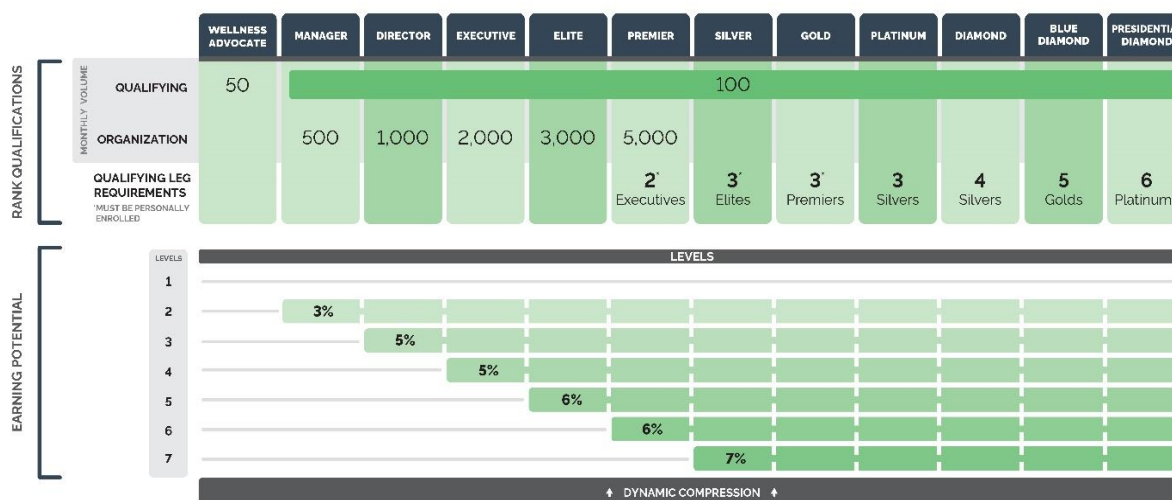 WELLNESS ADVOCATE MANAGER DIRECTOR EXECUTIVE ELITE PREMIER SILVER GOLD PLATINUM DIAMOND BLUE DIAMOND PRESIDENTIA DIAMOND
RANK QUALIFICATIONS
MONTHLY VOLUME
QUALIFYING 50 100
ORGANIZATION 500 1,000 2,000 3,000 5,000
QUALIFYING LEG
REQUIREMENTS
*MUST BE PERSONALLY
ENROLLED
2* 3* 3* 3 4 5 6
Executives Elites Premiers Silvers Silvers Golds Platinum
EARNING POTENTIAL
LEVELS LEVELS
1
2 3%
3 5%
4 5%
5 6%
6 6%
7 7%
DYNAMIC COMPRESSION